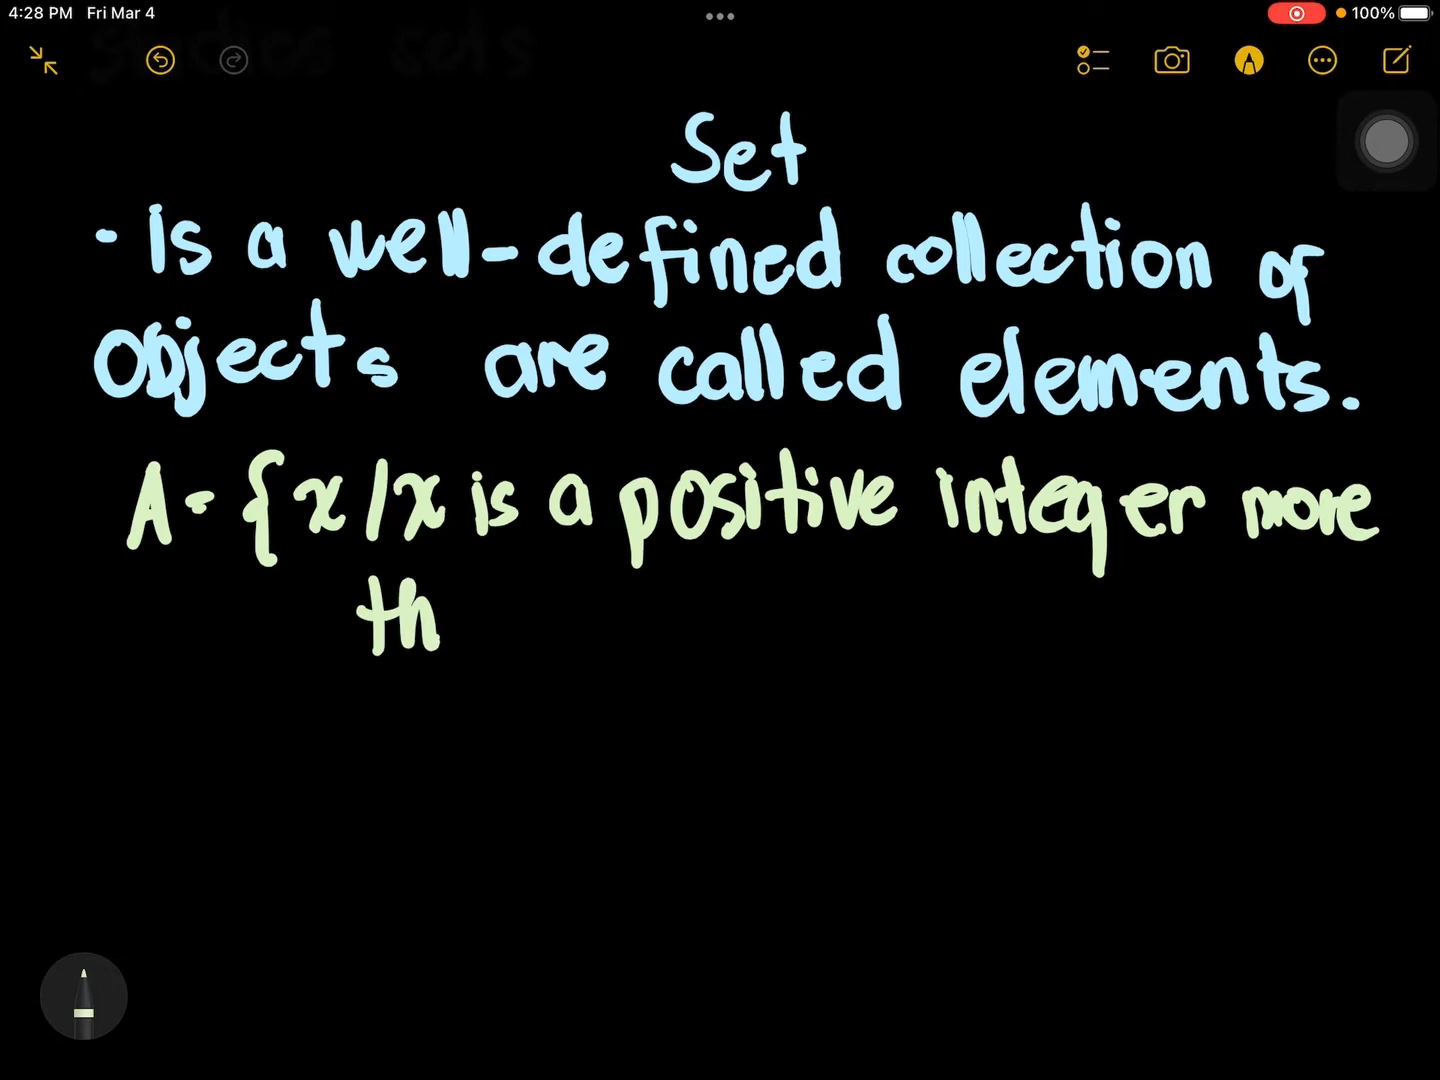 4:28 PM Fri Mar 4
100%
Set
- is a well-defined collection of
objects are called elements.
A = {x/x is a positive integer more
th